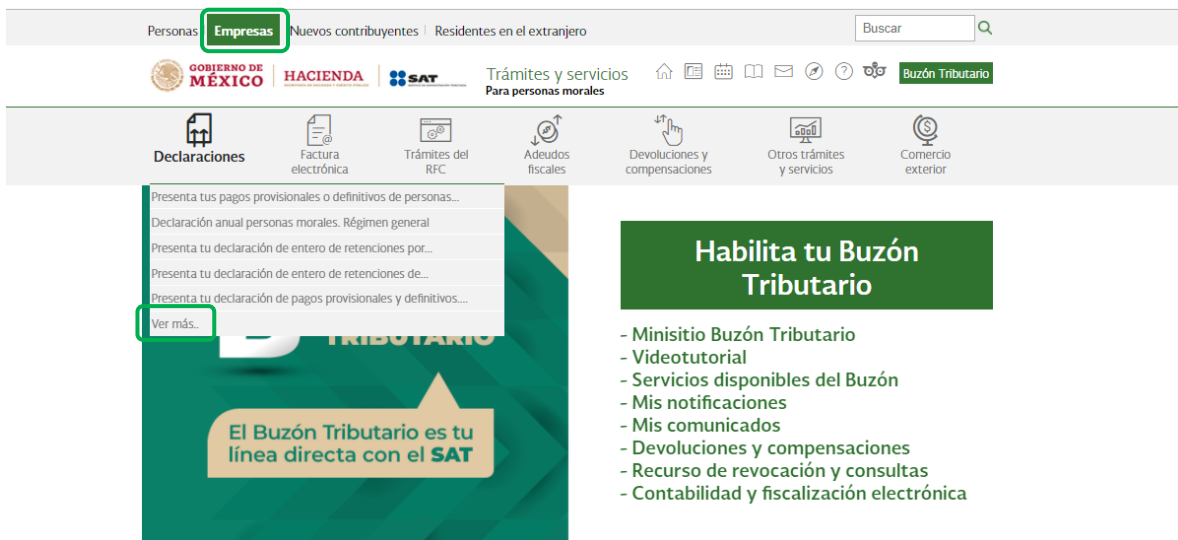 Personas Empresas Nuevos contribuyentes Residentes en el extranjero
Buscar
GOBIERNO DE MÉXICO
HACIENDA
SAT
Trámites y servicios
Para personas morales
Buzón Tributario
Declaraciones
Factura electrónica
Trámites del RFC
Adeudos fiscales
Devoluciones y compensaciones
Otros trámites y servicios
Comercio exterior
Presenta tus pagos provisionales o definitivos de personas...
Declaración anual personas morales. Régimen general
Presenta tu declaración de entero de retenciones por...
Presenta tu declaración de entero de retenciones de...
Presenta tu declaración de pagos provisionales y definitivos....
Ver más..
TRIBUTARIO
El Buzón Tributario es tu
línea directa con el SAT
Habilita tu Buzón
Tributario
- Minisitio Buzón Tributario
- Videotutorial
- Servicios disponibles del Buzón
- Mis notificaciones
- Mis comunicados
- Devoluciones y compensaciones
- Recurso de revocación y consultas
- Contabilidad y fiscalización electrónica